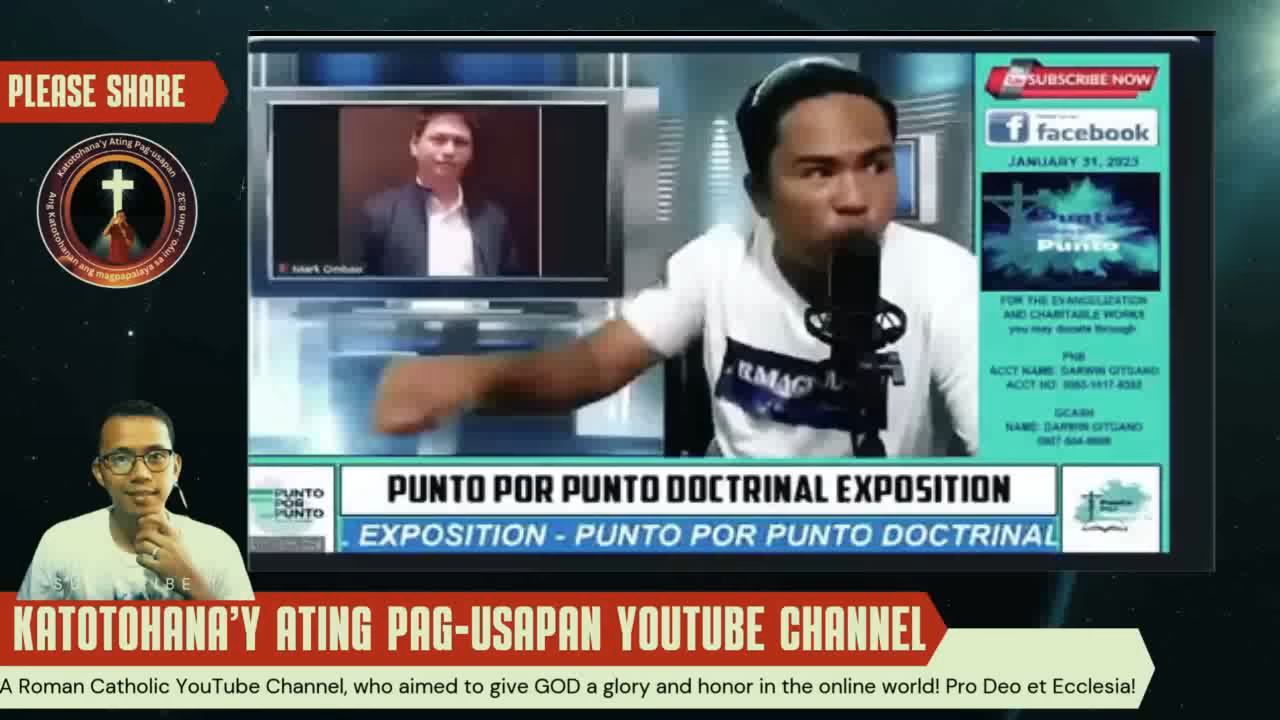 PLEASE SHARE
Katotohana'y Ating Pag-usapan
Ang Katotohanan ang magpapalaya sa inyo. Juan 8:32
Mark
SUBSCRIBE NOW
facebook
JANUARY 31, 2023
Punto
Punto
FOR THE EVANGELIZATION
AND CHARITABLE WORKS
you may donate through
PNB
ACCT NAME: DARWIN GITGANO
ACCT NO:
GCASH
NAME: DARWIN GITGANO
PUNTO
POR
PUNTO
PUNTO POR PUNTO DOCTRINAL EXPOSITION
EXPOSITION - PUNTO POR PUNTO DOCTRINAL
KATOTOHANA'Y ATING PAG-USAPAN YOUTUBE CHANNEL
A Roman Catholic YouTube Channel, who aimed to give GOD a glory and honor in the online world! Pro Deo et Ecclesia!